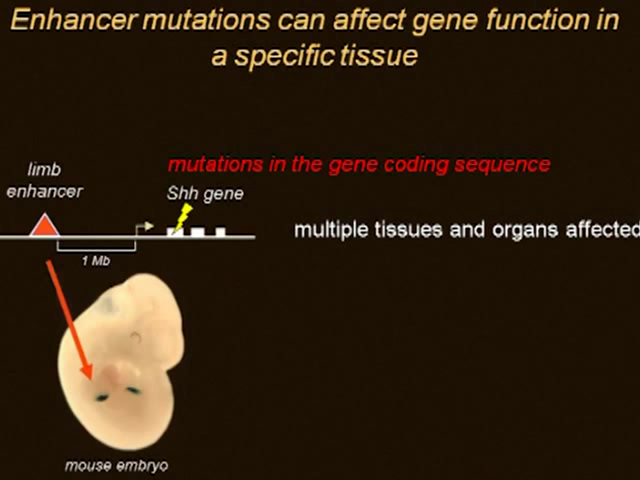 Enhancer mutations can affect gene function in
a specific tissue
mutations in the gene coding sequence
limb
enhancer
Shh gene
multiple tissues and organs affected
1 Mb
mouse embryo